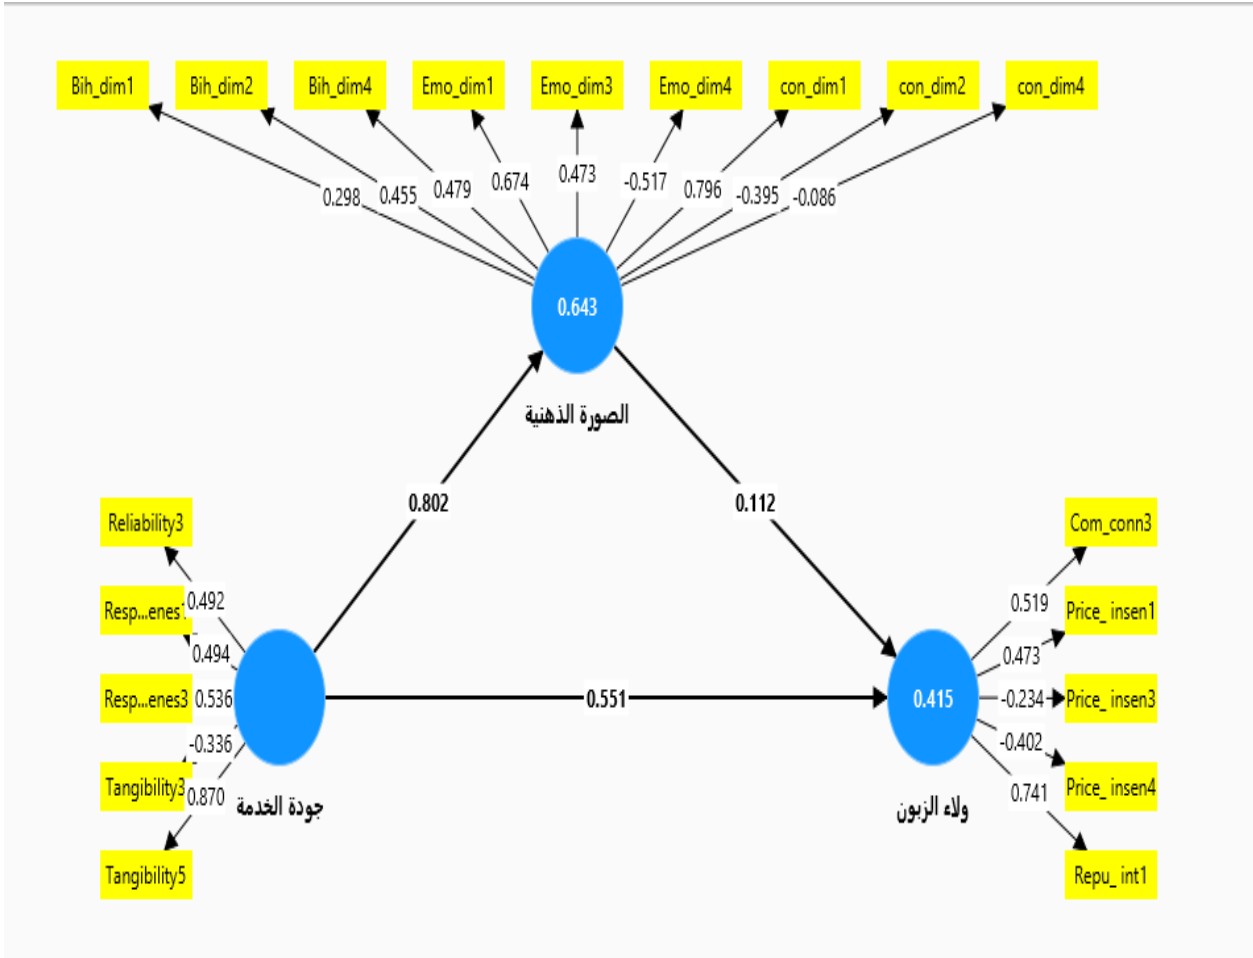 Bih_dim1
Bih_dim2
Bih_dim4
Emo_dim1
Emo_dim3
Emo_dim4
con_dim1
con_dim2
con_dim4
0.298
0.455
0.479
0.674
0.473
-0.517
0.796
-0.395
-0.086
0.643
الصورة الذهنية
0.802
0.112
Reliability3
Com_conn3
0.492
0.519
Resp...enes
Price_ insen1
0.494
0.473
Resp...enes3
0.536
0.551
0.415
-0.234
Price_ insen3
-0.336
-0.402
Tangibility3
0.870
جودة الخدمة
ولاء الزبون
0.741
Price_ insen4
Tangibility5
Repu_ int1